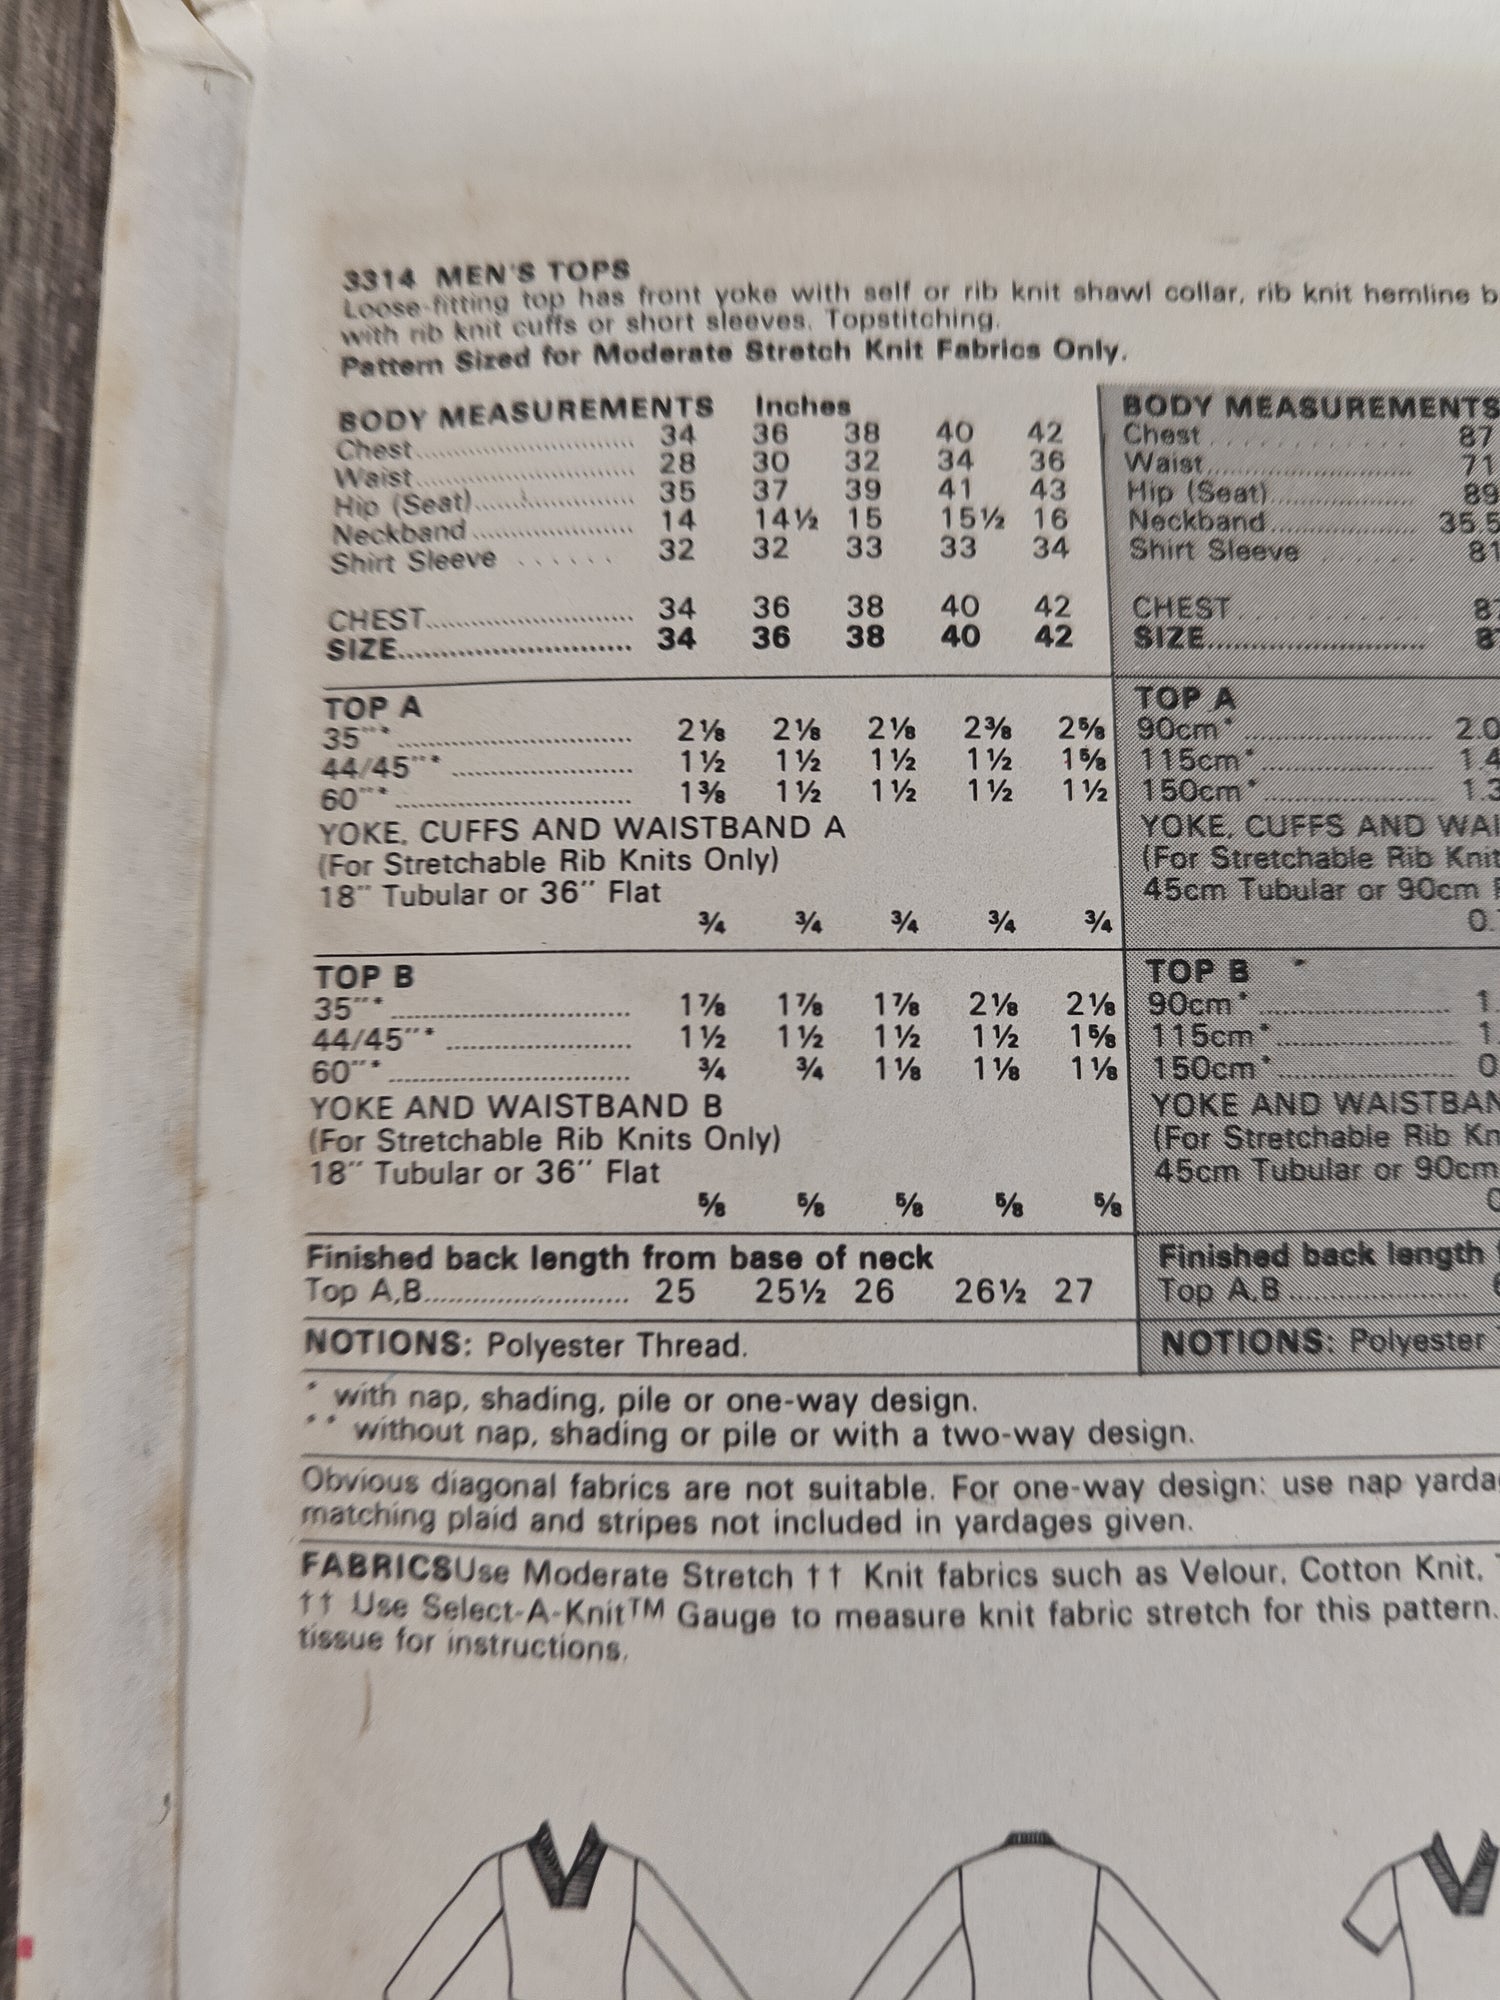 3314 MEN'S TOPS
Loose-fitting top has front yoke with self or rib knit shawl collar, rib knit hemline b
with rib knit cuffs or short sleeves. Topstitching.
Pattern Sized for Moderate Stretch Knit Fabrics Only.
BODY MEASUREMENTS Inches
Chest 34 36 38 40 42
Waist 28 30 32 34 36
Hip (Seat) 35 37 39 41 43
Neckband 14 14½ 15 15½ 16
Shirt Sleeve 32 32 33 33 34
CHEST 34 36 38 40 42
SIZE 34 36 38 40 42
TOP A
35"* 2⅛ 2⅛ 2⅛ 2⅜ 2⅝
44/45"* 1½ 1½ 1½ 1½ 1⅝
60"* 1⅜ 1½ 1½ 1½ 1½
YOKE, CUFFS AND WAISTBAND A
(For Stretchable Rib Knits Only)
18" Tubular or 36" Flat
¾ ¾ ¾ ¾ ¾
TOP B
35"* 1⅞ 1⅞ 1⅞ 2⅛ 2⅛
44/45"* 1½ 1½ 1½ 1½ 1⅝
60"* ¾ ¾ 1⅛ 1⅛ 1⅛
YOKE AND WAISTBAND B
(For Stretchable Rib Knits Only)
18" Tubular or 36" Flat
⅝ ⅝ ⅝ ⅝ ⅝
Finished back length from base of neck
Top A,B 25 25½ 26 26½ 27
NOTIONS: Polyester Thread.
BODY MEASUREMENTS
Chest 87
Waist 71
Hip (Seat) 89
Neckband 35.5
Shirt Sleeve 81
CHEST 87
SIZE 8
TOP A
90cm* 2.0
115cm* 1.4
150cm* 1.3
YOKE, CUFFS AND WAI
(For Stretchable Rib Knit
45cm Tubular or 90cm F
0.
TOP B
90cm* 1.
115cm* 1.
150cm* 0
YOKE AND WAISTBAN
(For Stretchable Rib Kn
45cm Tubular or 90cm
0
Finished back length
Top A,B
NOTIONS: Polyester
* with nap, shading, pile or one-way design.
** without nap, shading or pile or with a two-way design.
Obvious diagonal fabrics are not suitable. For one-way design: use nap yarda
matching plaid and stripes not included in yardages given.
FABRICS Use Moderate Stretch †† Knit fabrics such as Velour, Cotton Knit,
†† Use Select-A-Knit™ Gauge to measure knit fabric stretch for this pattern.
tissue for instructions.